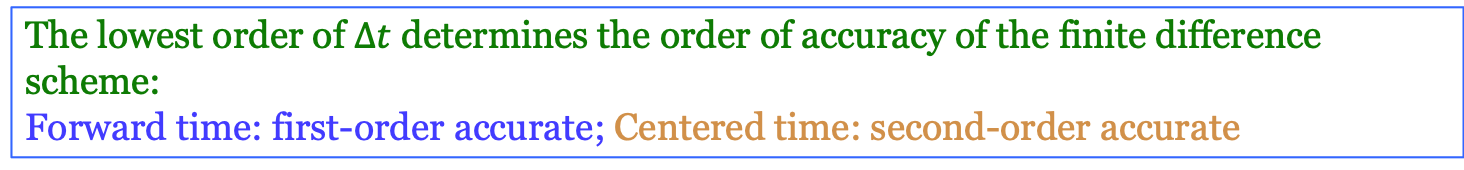 The lowest order of Δt determines the order of accuracy of the finite difference
scheme:
Forward time: first-order accurate; Centered time: second-order accurate